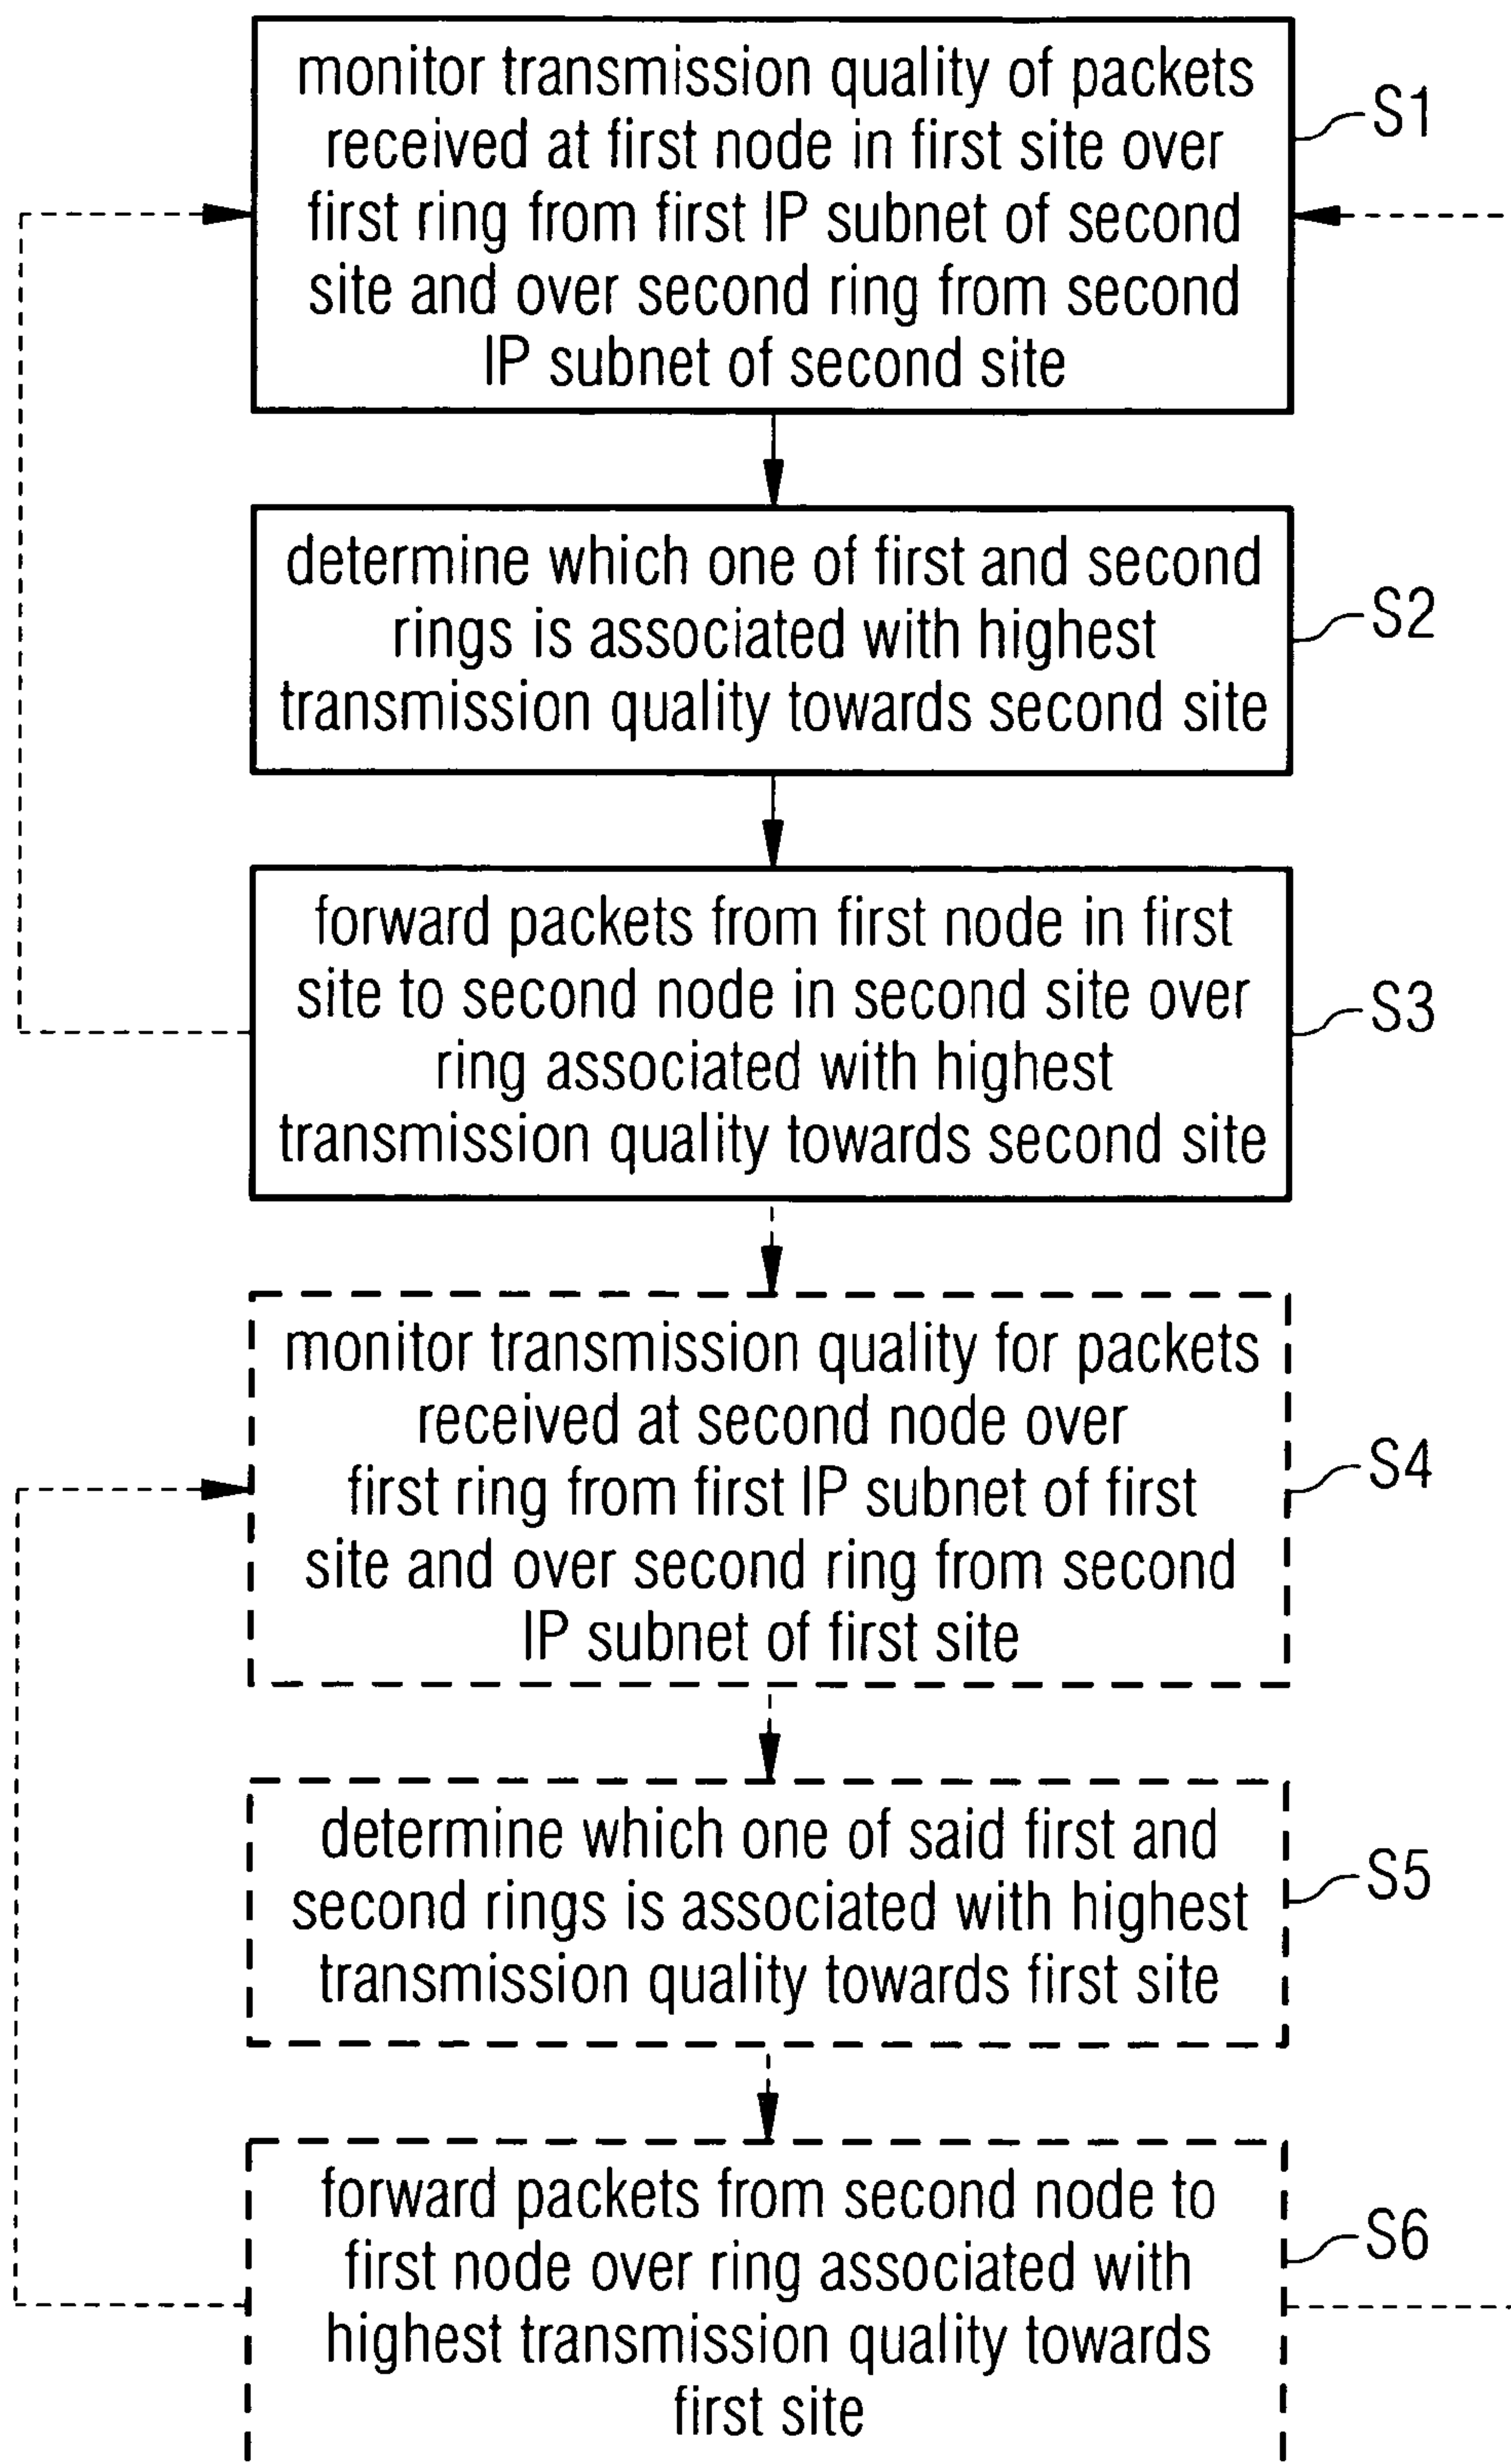 monitor transmission quality of packets
received at first node in first site over
first ring from first IP subnet of second
site and over second ring from second
IP subnet of second site
S1
determine which one of first and second
rings is associated with highest
transmission quality towards second site
S2
forward packets from first node in first
site to second node in second site over
ring associated with highest
transmission quality towards second site
S3
monitor transmission quality for packets
received at second node over
first ring from first IP subnet of first
site and over second ring from second
IP subnet of first site
S4
determine which one of said first and
second rings is associated with highest
transmission quality towards first site
S5
forward packets from second node to
first node over ring associated with
highest transmission quality towards
first site
S6